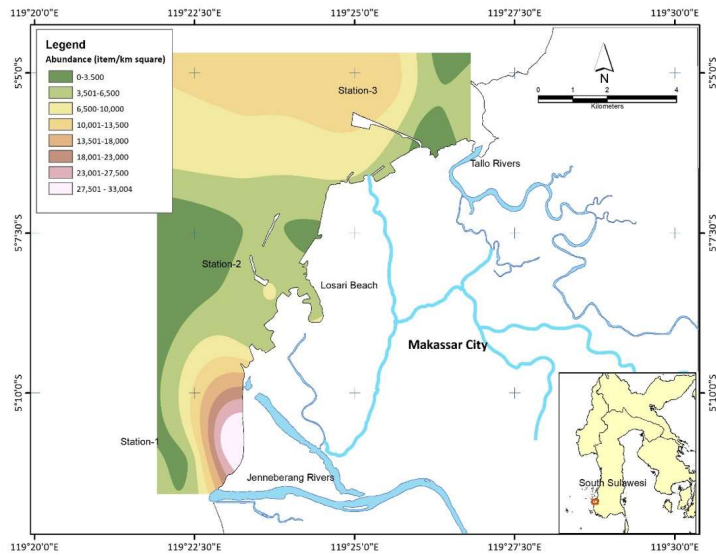 119°20'0"E 119°22'30"E 119°25'0"E 119°27'30"E 119°30'0"E
Legend
Abundance (item/km square)
0-3.500
3,501-6,500
6,500-10,000
10,001-13,500
13,501-18,000
18,001-23,000
23,001-27,500
27,501 - 33,004
N
0 1 2 4
Kilometers
5°5'0"S
5°5'0"S
Station-3
Tallo Rivers
5°7'30"S
5°7'30"S
Station-2
Losari Beach
Makassar City
5°10'0"S
5°10'0"S
Station-1
Jenneberang Rivers
South Sulawesi
119°20'0"E 119°22'30"E 119°25'0"E 119°27'30"E 119°30'0"E